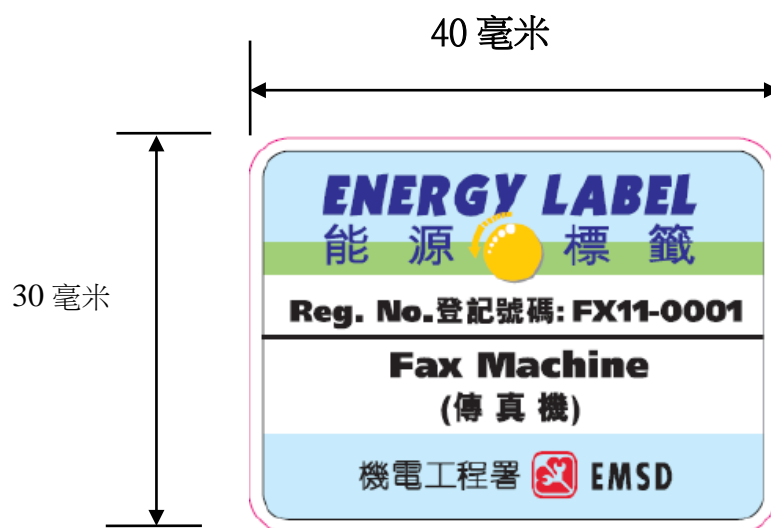 40 毫米
ENERGY LABEL
能 源 標 籤
30 毫米
Reg. No.登記號碼: FX11-0001
Fax Machine
(傳 真 機)
機電工程署 EMSD